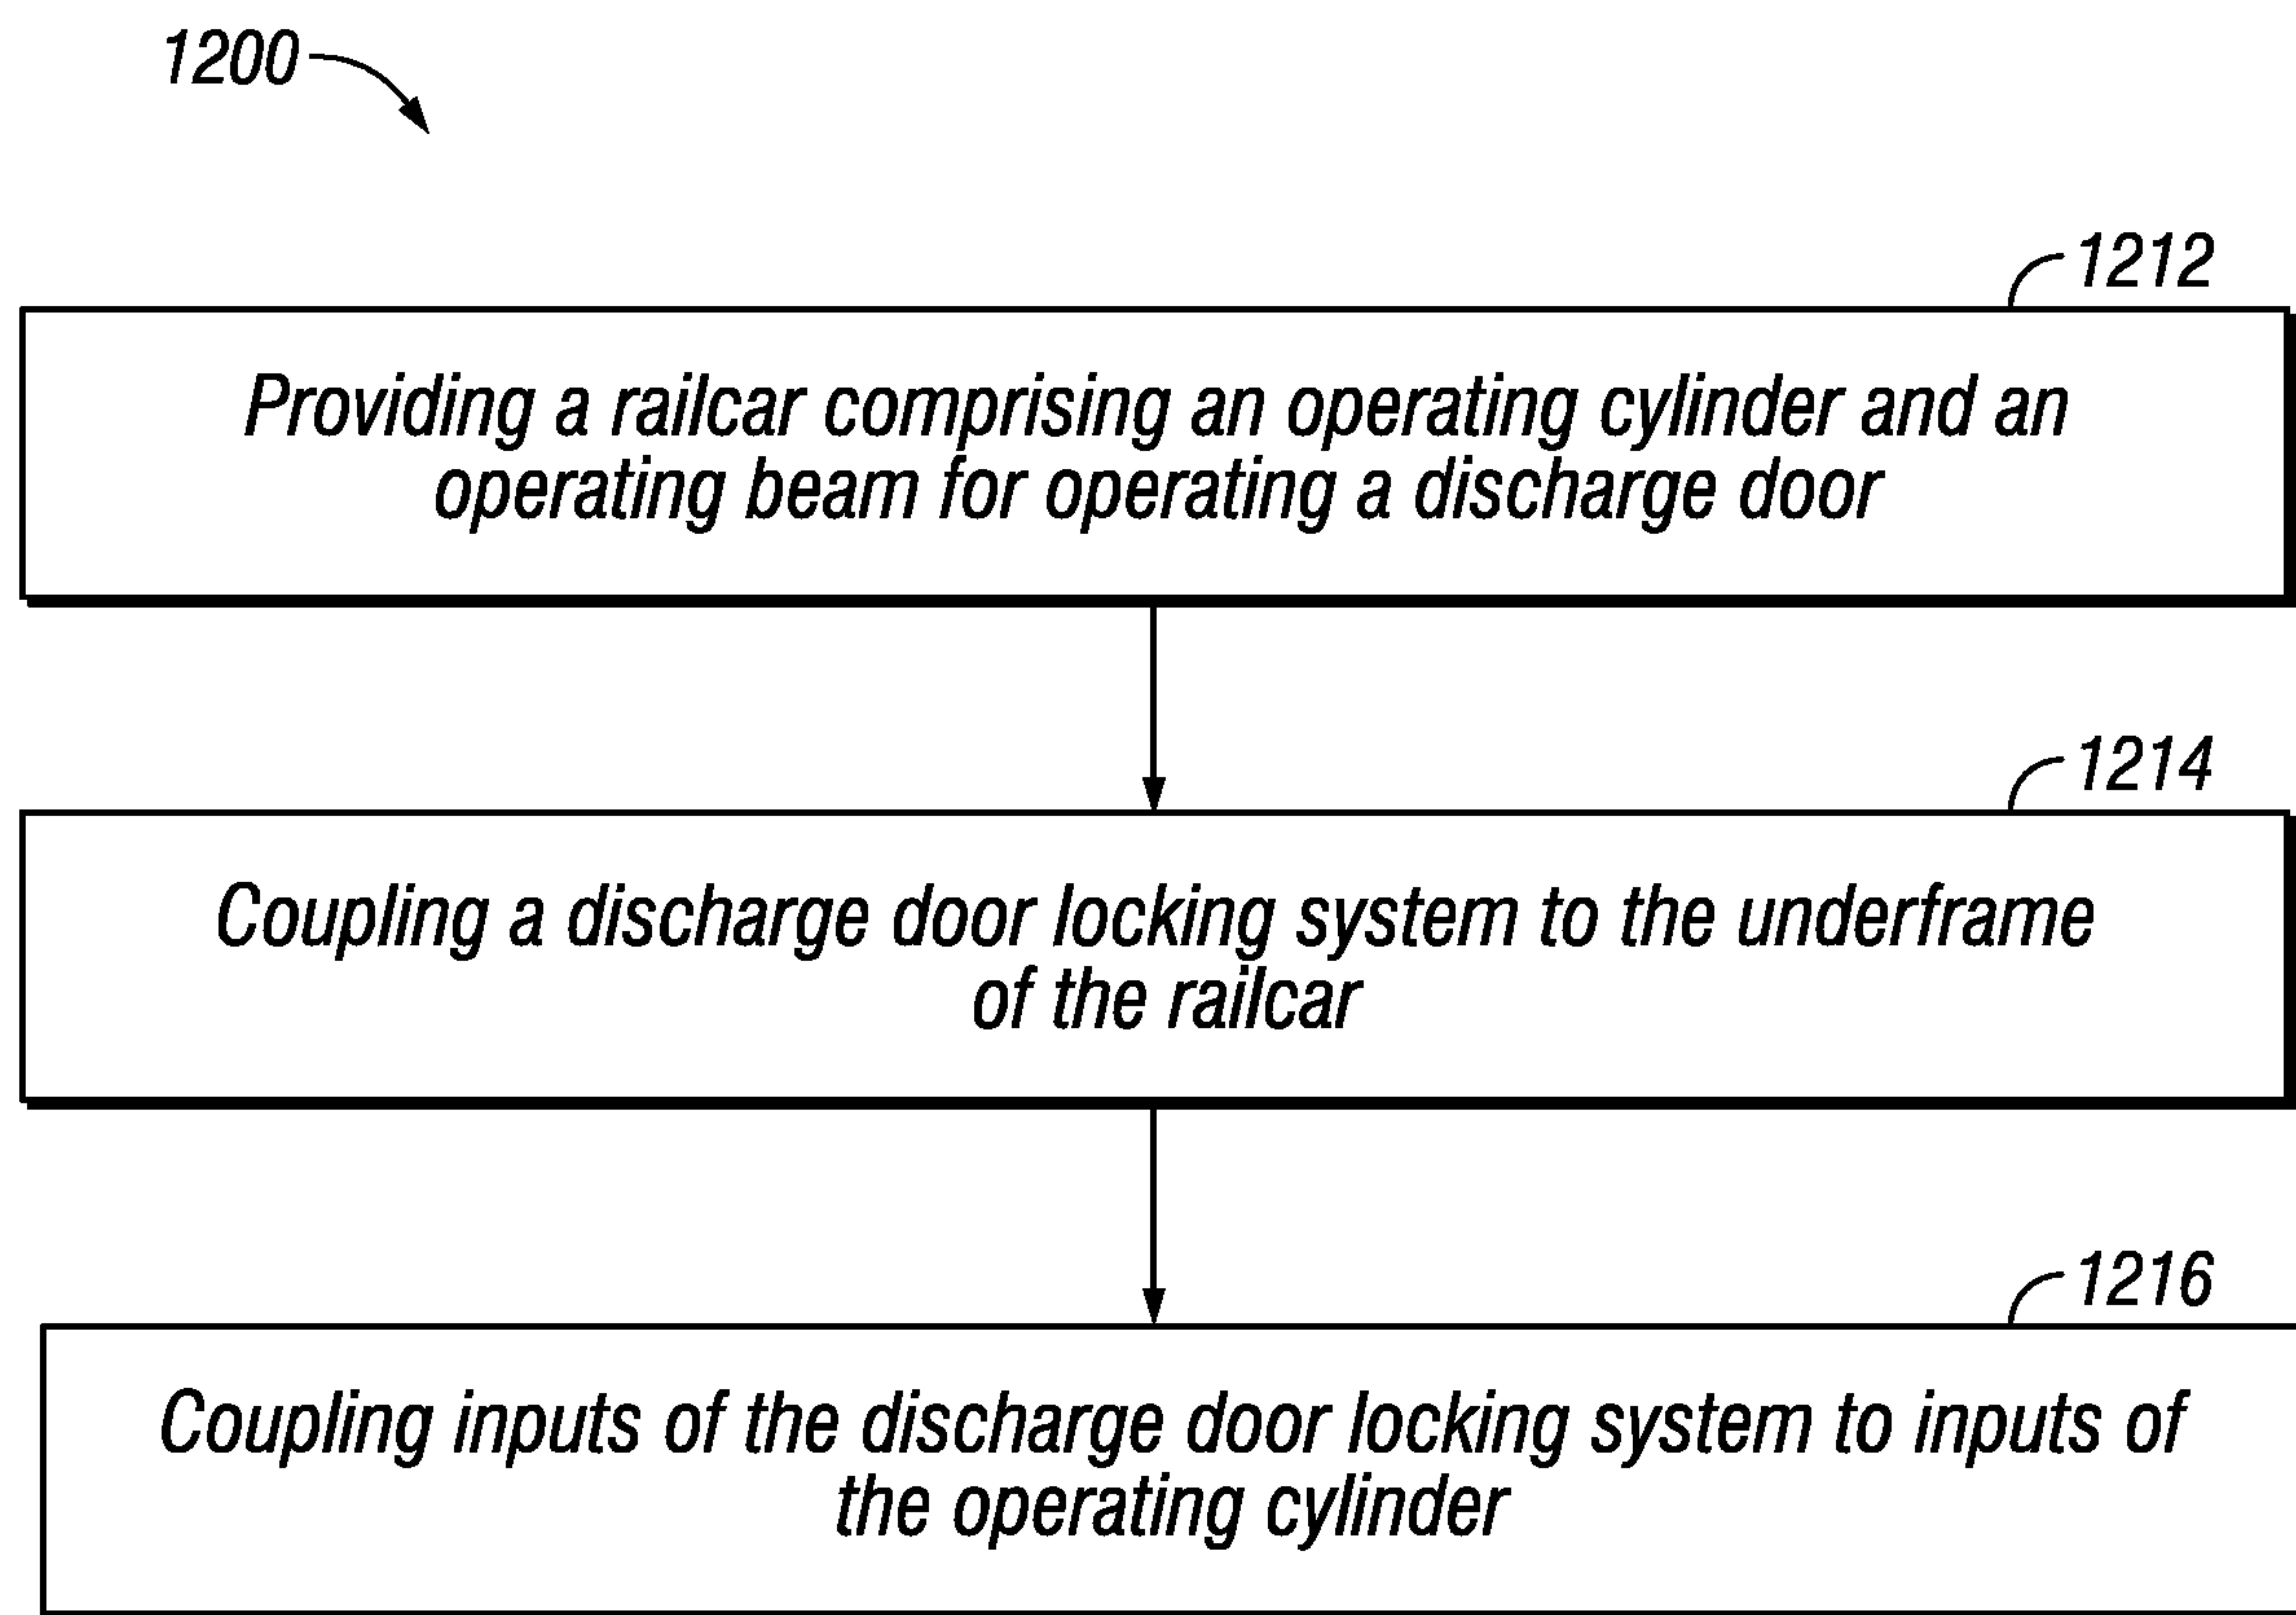 1200
1212
Providing a railcar comprising an operating cylinder and an
operating beam for operating a discharge door
1214
Coupling a discharge door locking system to the underframe
of the railcar
1216
Coupling inputs of the discharge door locking system to inputs of
the operating cylinder